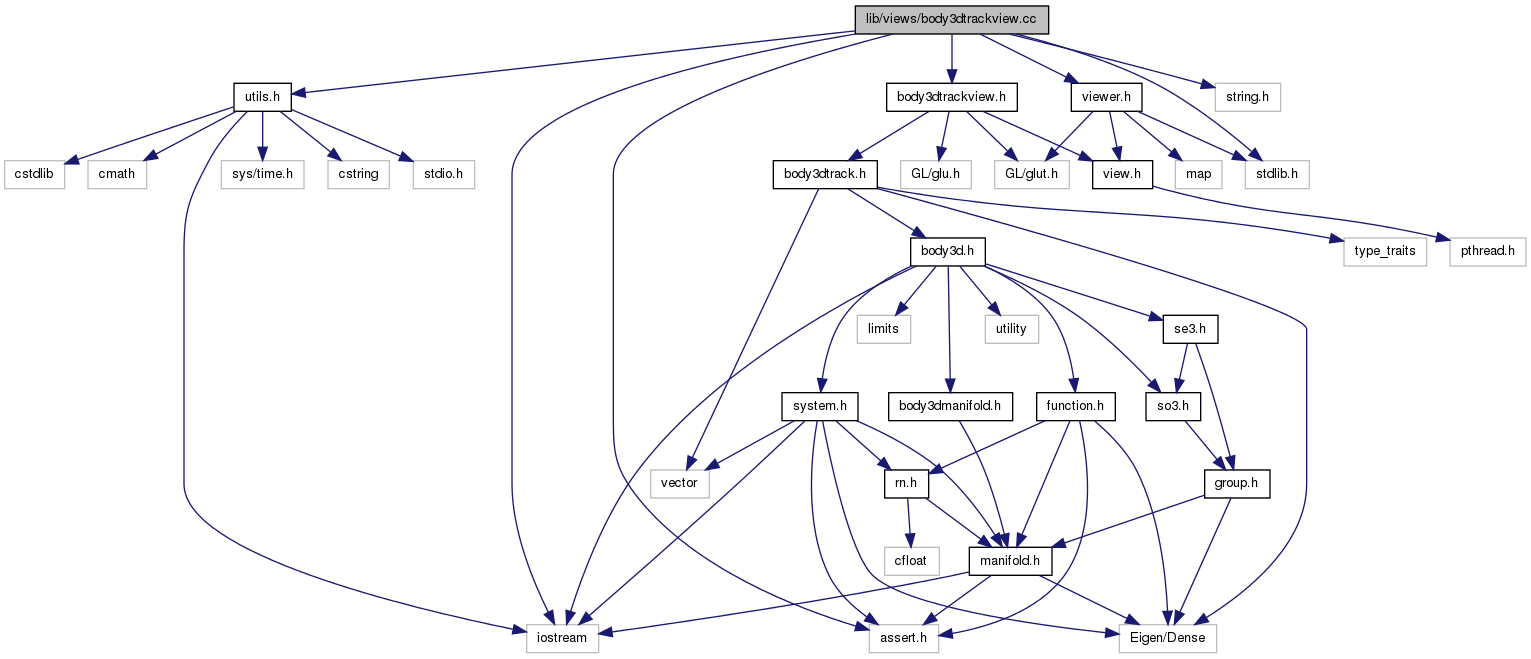 lib/views/body3dtrackview.cc
utils.h
body3dtrackview.h
viewer.h
string.h
cstdlib
cmath
sys/time.h
cstring
stdio.h
body3dtrack.h
GL/glu.h
GL/glut.h
view.h
map
stdlib.h
body3d.h
type_traits
pthread.h
limits
utility
se3.h
system.h
body3dmanifold.h
function.h
so3.h
vector
rn.h
group.h
cfloat
manifold.h
iostream
assert.h
Eigen/Dense